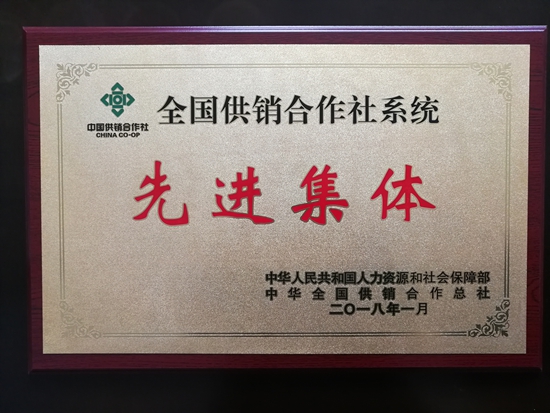 中国供销合作社
CHINA CO-OP
全国供销合作社系统
先进集体
中华人民共和国人力资源和社会保障部
中华全国供销合作总社
二〇一八年一月